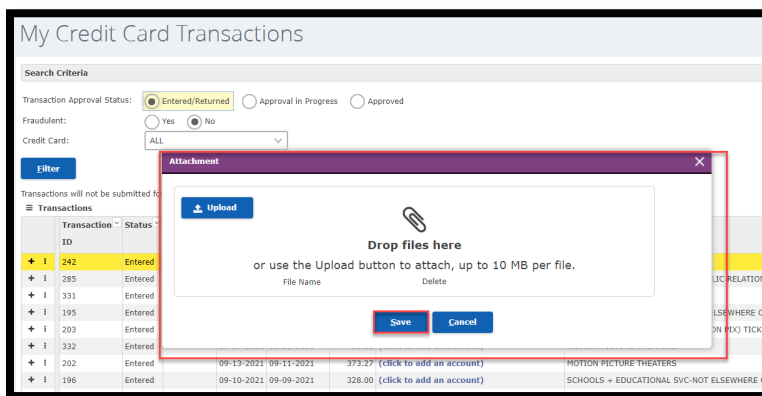 My Credit Card Transactions
Search Criteria
Transaction Approval Status: Entered/Returned Approval in Progress Approved
Fraudulent: Yes No
Credit Card: ALL
Attachment
Filter
Transactions will not be submitted
Transactions
Upload
Transaction ID Status
Drop files here
or use the Upload button to attach, up to 10 MB per file.
File Name Delete
Save Cancel
242 Entered
285 Entered LIC RELATION
331 Entered
195 Entered ELSEWHERE C
203 Entered ON PIX) TICK
332 Entered
202 Entered 09-13-2021 09-11-2021 373.27 (click to add an account) MOTION PICTURE THEATERS
196 Entered 09-10-2021 09-09-2021 328.00 (click to add an account) SCHOOLS + EDUCATIONAL SVC-NOT ELSEWHERE